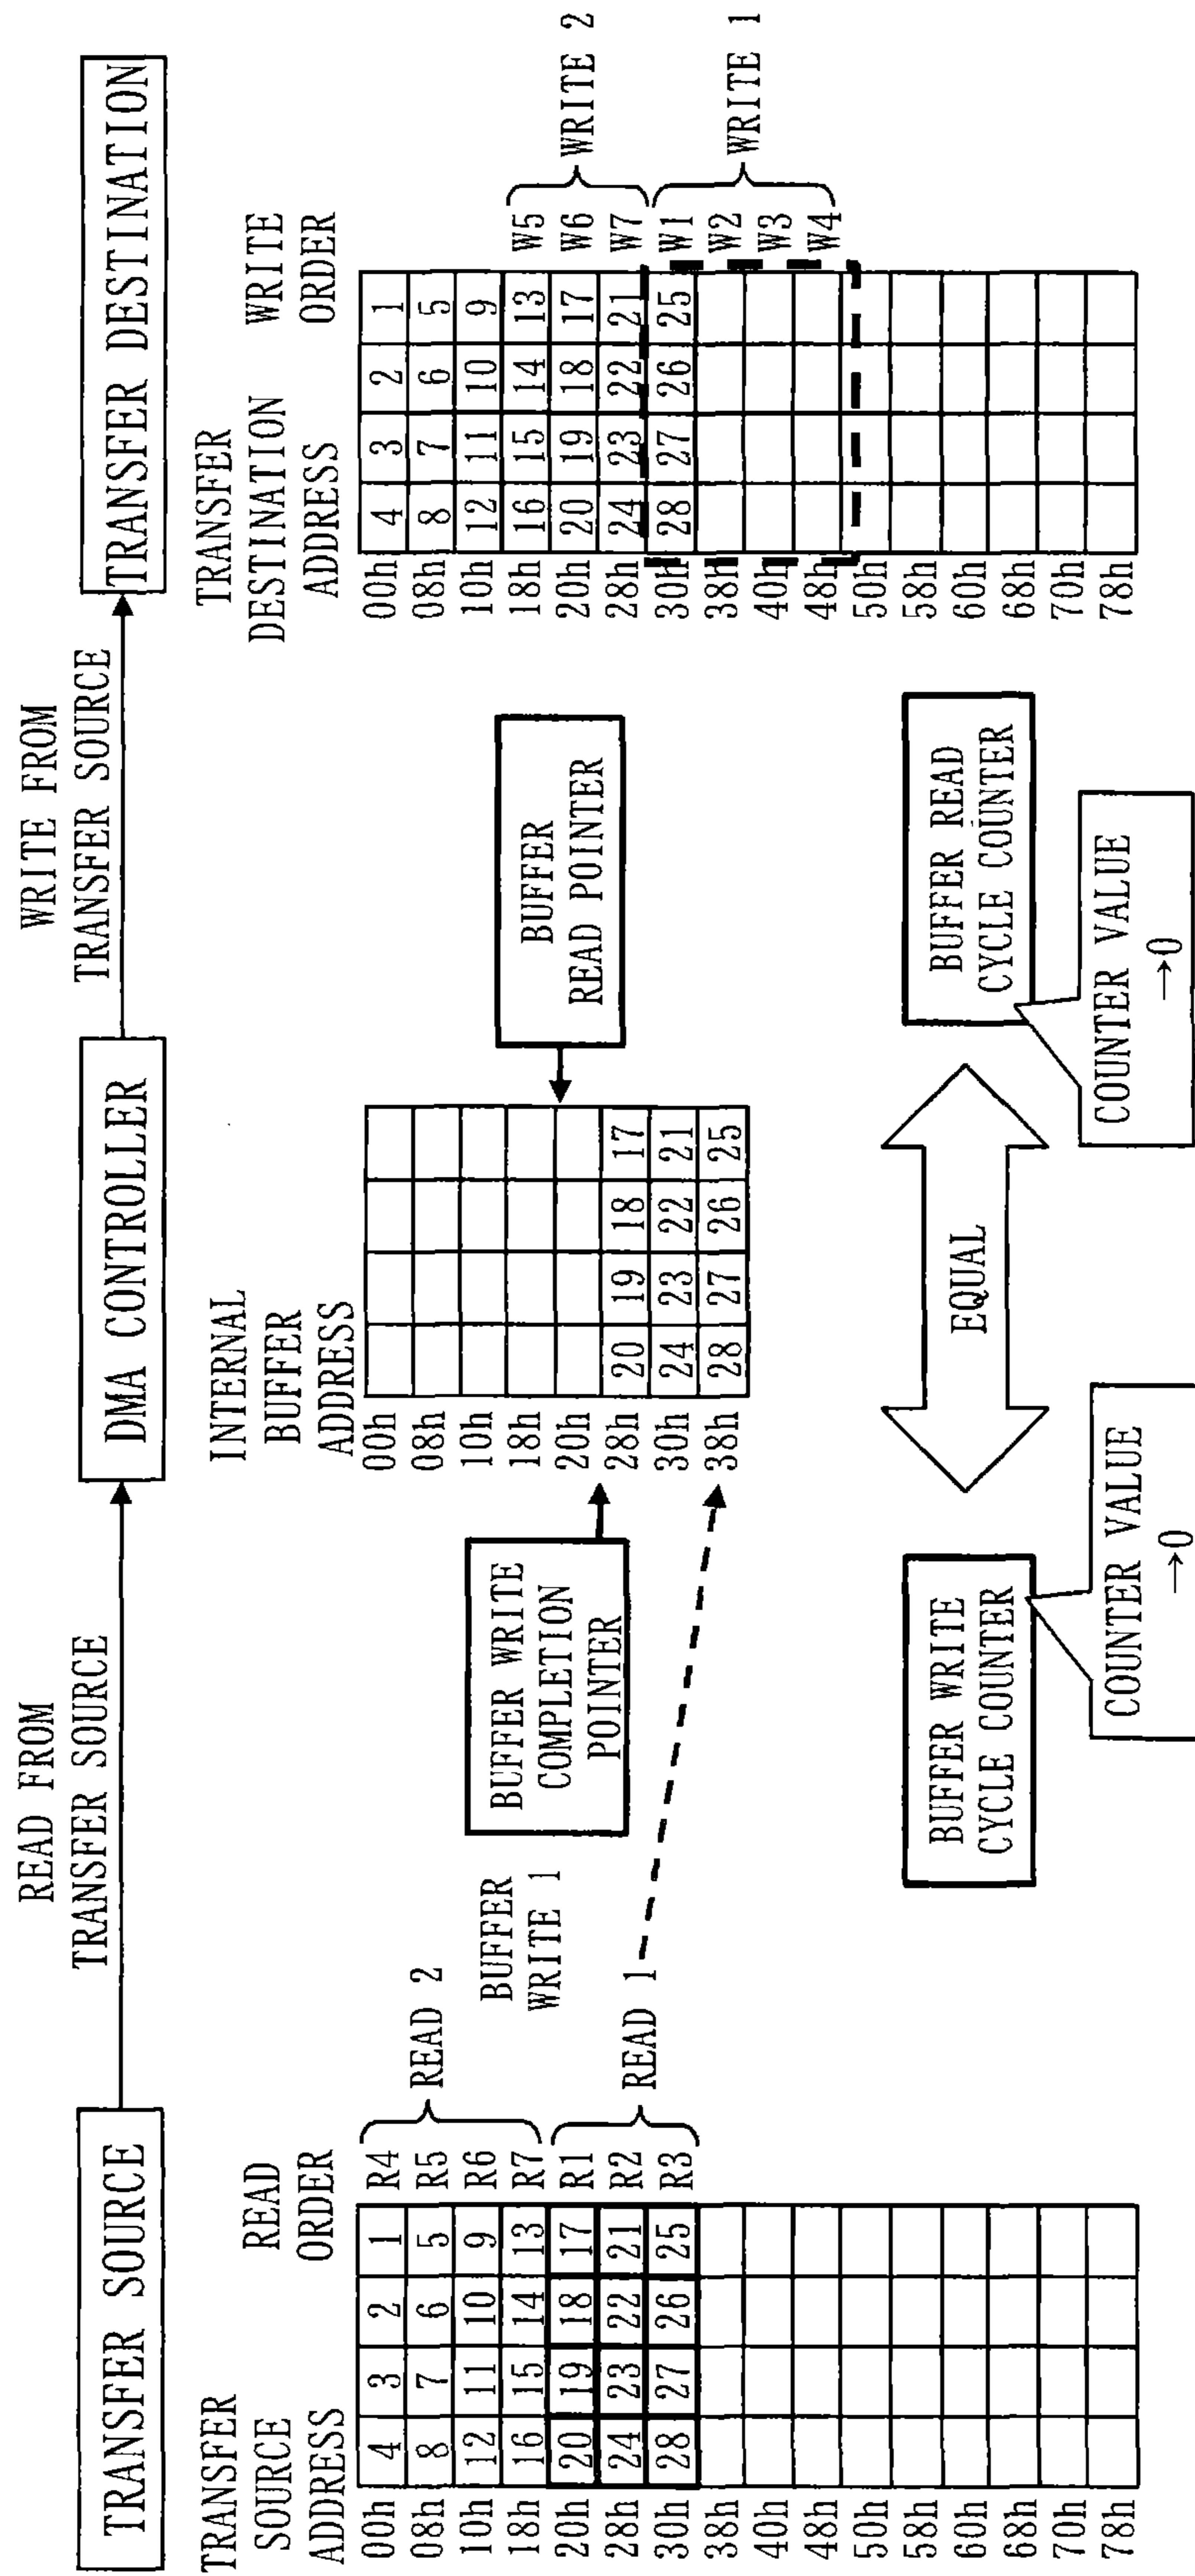 TRANSFER SOURCE
READ FROM
TRANSFER SOURCE
DMA CONTROLLER
WRITE FROM
TRANSFER SOURCE
TRANSFER DESTINATION
TRANSFER
SOURCE
ADDRESS
READ
ORDER
00h 4 3 2 1 R4
08h 8 7 6 5 R5
10h 12 11 10 9 R6
18h 16 15 14 13 R7
20h 20 19 18 17 R1
28h 24 23 22 21 R2
30h 28 27 26 25 R3
38h
40h
48h
50h
58h
60h
68h
70h
78h
READ 2
READ 1
BUFFER
WRITE 1
BUFFER WRITE
COMPLETION
POINTER
INTERNAL
BUFFER
ADDRESS
00h
08h
10h
18h
20h
28h 20 19 18 17
30h 24 23 22 21
38h 28 27 26 25
BUFFER
READ POINTER
BUFFER WRITE
CYCLE COUNTER
COUNTER VALUE
→0
EQUAL
BUFFER READ
CYCLE COUNTER
COUNTER VALUE
→0
TRANSFER
DESTINATION
ADDRESS
WRITE
ORDER
00h 4 3 2 1
08h 8 7 6 5
10h 12 11 10 9
18h 16 15 14 13 W5
20h 20 19 18 17 W6
28h 24 23 22 21 W7
30h 28 27 26 25 W1
38h W2
40h W3
48h W4
50h
58h
60h
68h
70h
78h
WRITE 2
WRITE 1